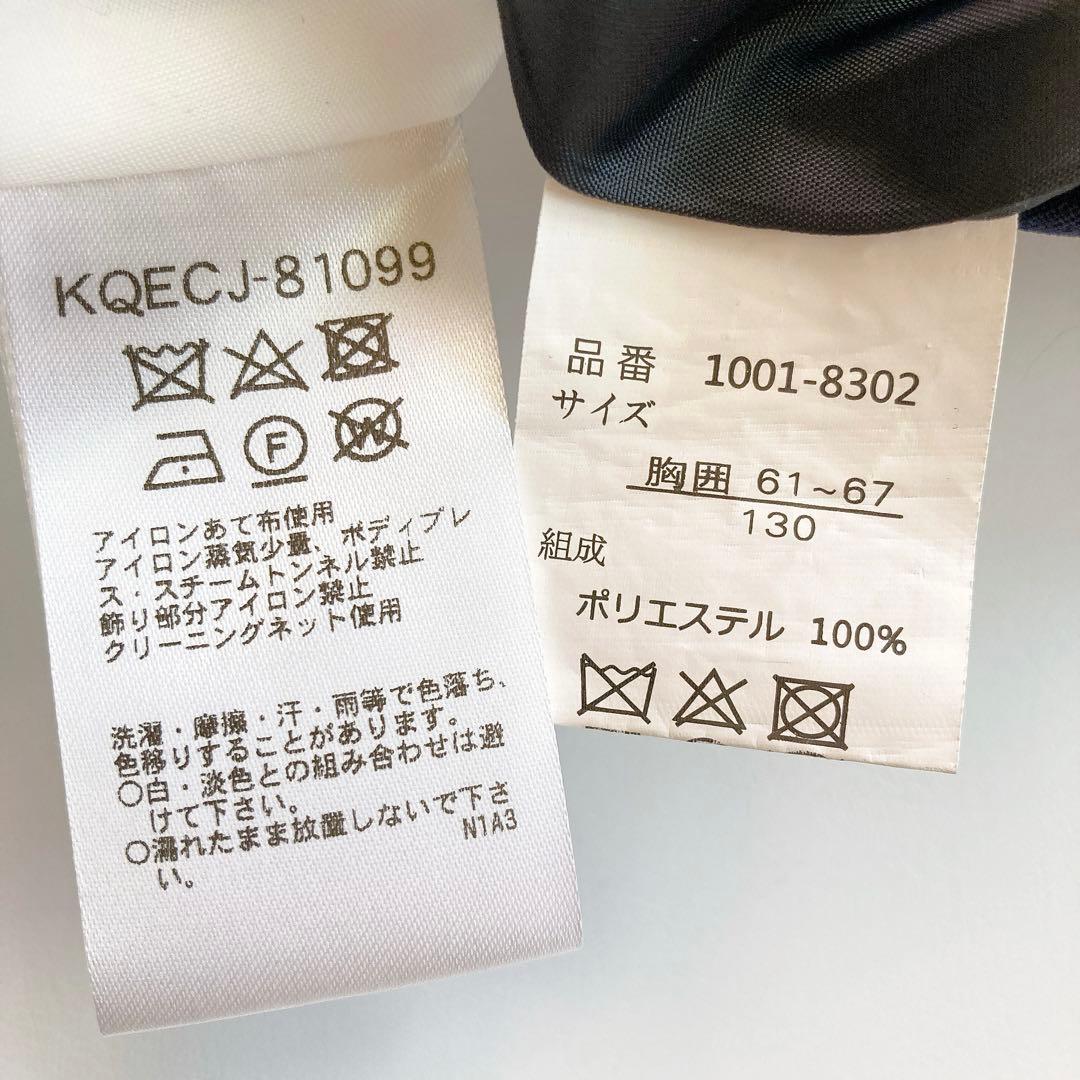 KQECJ-81099
F
W
アイロンあて布使用
アイロン蒸気少量、ボディプレ
ス・スチームトンネル禁止
飾り部分アイロン禁止
クリーニングネット使用
洗濯・摩擦・汗・雨等で色落ち、
色移りすることがあります。
○白・淡色との組み合わせは避
けて下さい。
○濡れたまま放置しないで下さ
い。
N1A3
品番 1001-8302
サイズ
胸囲 61~67
130
組成
ポリエステル 100%